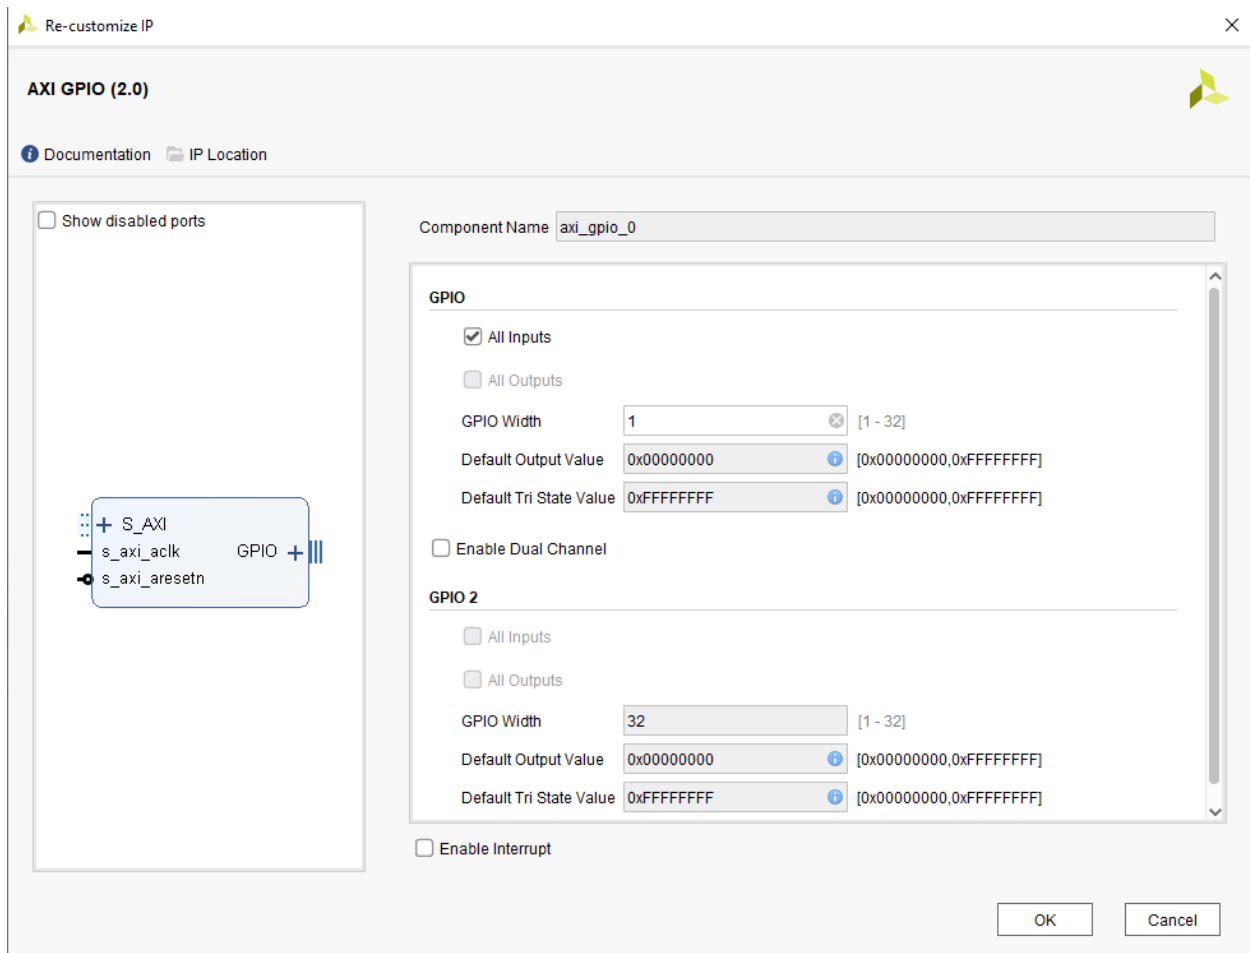 Re-customize IP
AXI GPIO (2.0)
Documentation IP Location
Show disabled ports
S_AXI
s_axi_aclk GPIO
s_axi_aresetn
Component Name axi_gpio_0
GPIO
All Inputs
All Outputs
GPIO Width 1 [1 - 32]
Default Output Value 0x00000000 [0x00000000,0xFFFFFFFF]
Default Tri State Value 0xFFFFFFFF [0x00000000,0xFFFFFFFF]
Enable Dual Channel
GPIO 2
All Inputs
All Outputs
GPIO Width 32 [1 - 32]
Default Output Value 0x00000000 [0x00000000,0xFFFFFFFF]
Default Tri State Value 0xFFFFFFFF [0x00000000,0xFFFFFFFF]
Enable Interrupt
OK Cancel